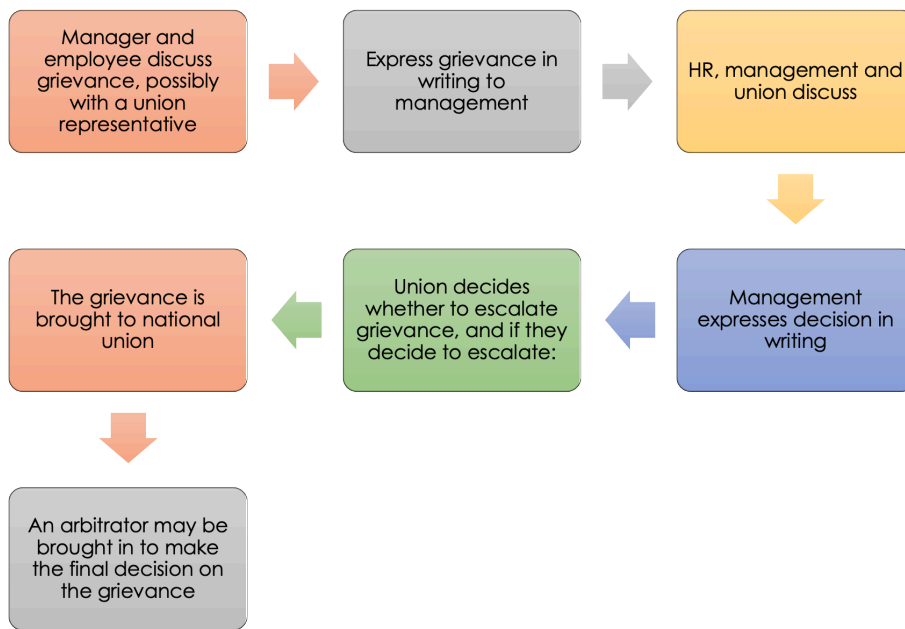 Manager and
employee discuss
grievance, possibly
with a union
representative
Express grievance in
writing to
management
HR, management and
union discuss
Management
expresses decision in
writing
Union decides
whether to escalate
grievance, and if they
decide to escalate:
The grievance is
brought to national
union
An arbitrator may be
brought in to make
the final decision on
the grievance